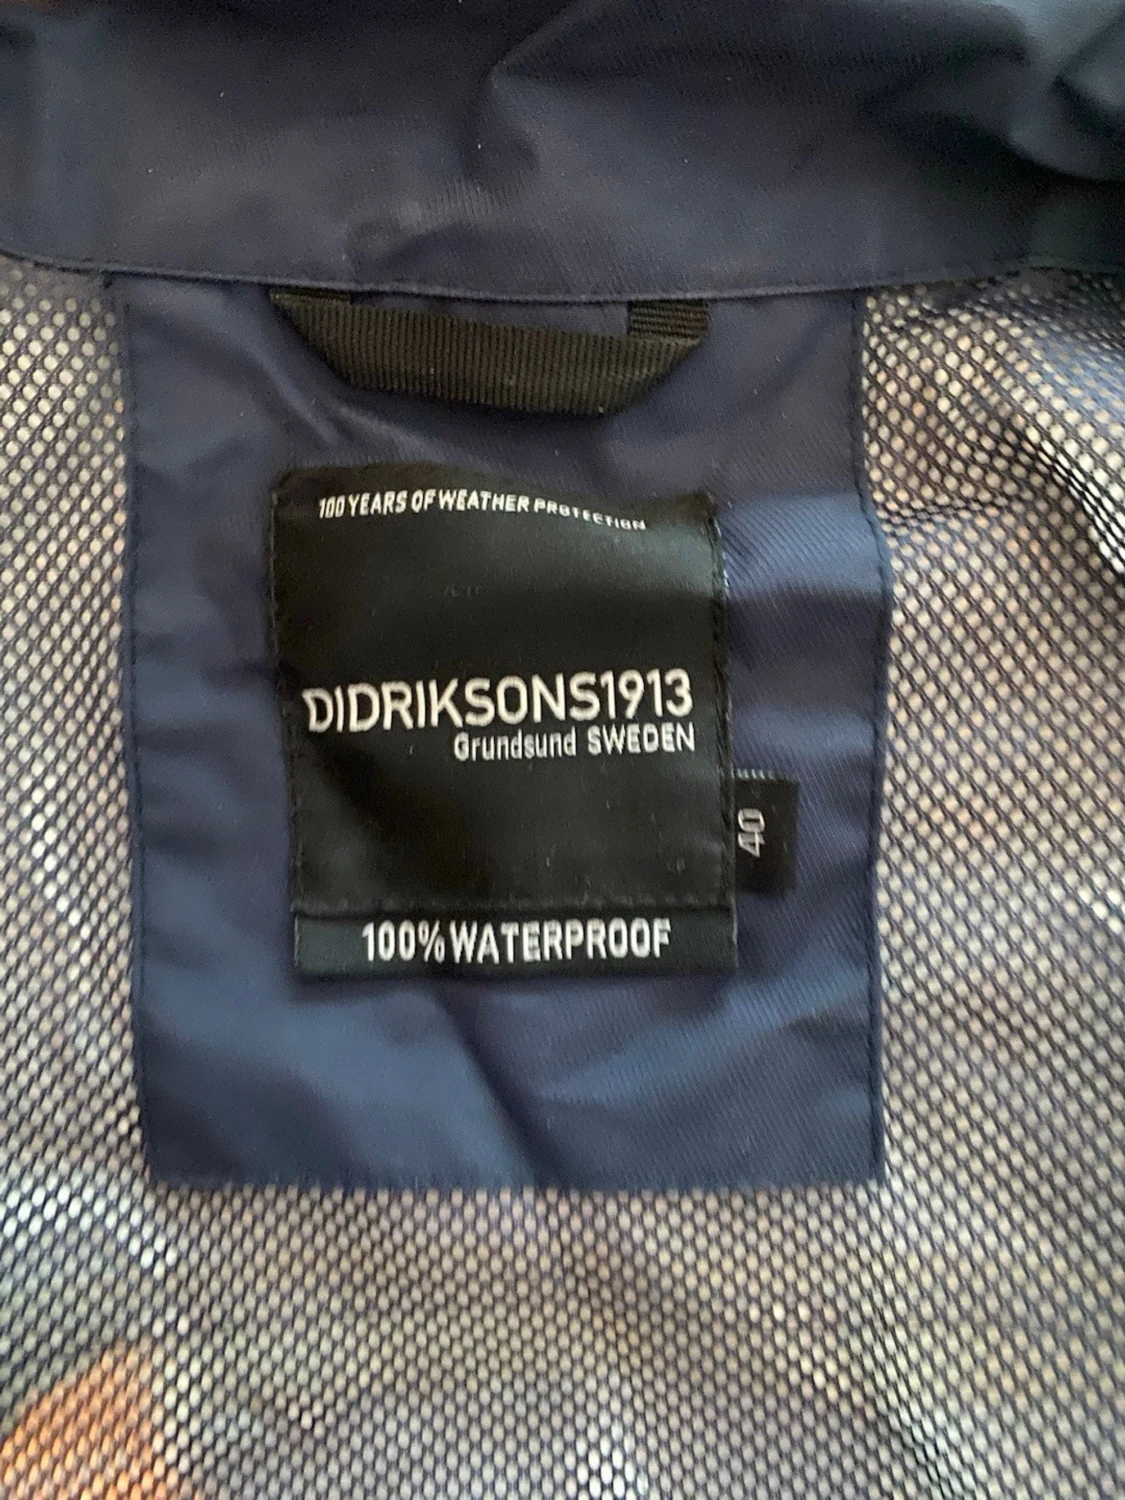 100 YEARS OF WEATHER PROTECTION
DIDRIKSONS1913
Grundsund SWEDEN
40
100% WATERPROOF